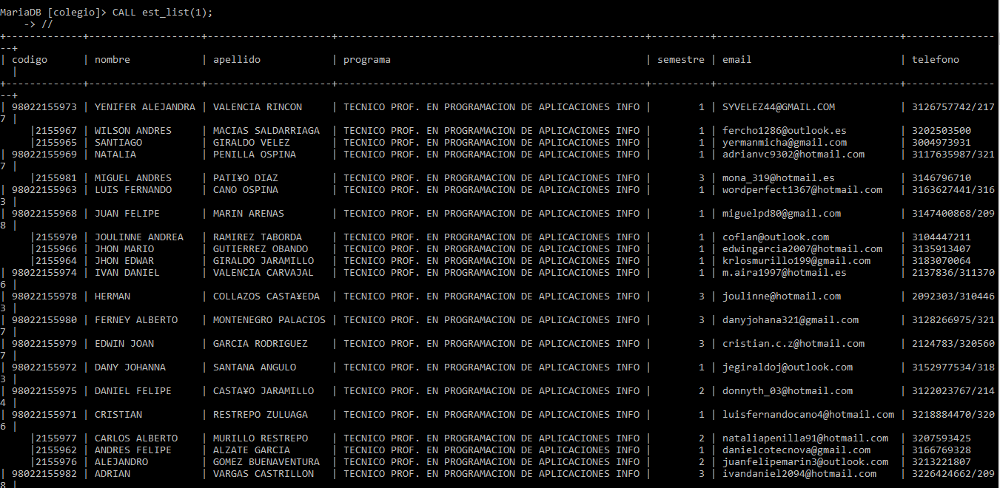 MariaDB [colegio]> CALL est_list(1);
    -> //
+-------------+-------------------+---------------------+----------------------------------------------------+----------+-------------------------------+---------------
--+
| codigo      | nombre            | apellido            | programa                                           | semestre | email                         | telefono
  |
+-------------+-------------------+---------------------+----------------------------------------------------+----------+-------------------------------+---------------
--+
| 98022155973 | YENIFER ALEJANDRA | VALENCIA RINCON     | TECNICO PROF. EN PROGRAMACION DE APLICACIONES INFO |        1 | SYVELEZ44@GMAIL.COM           | 3126757742/217
7 |
     |2155967 | WILSON ANDRES     | MACIAS SALDARRIAGA  | TECNICO PROF. EN PROGRAMACION DE APLICACIONES INFO |        1 | fercho1286@outlook.es         | 3202503500
     |2155965 | SANTIAGO          | GIRALDO VELEZ       | TECNICO PROF. EN PROGRAMACION DE APLICACIONES INFO |        1 | yermanmicha@gmail.com         | 3004973931
| 98022155969 | NATALIA           | PENILLA OSPINA      | TECNICO PROF. EN PROGRAMACION DE APLICACIONES INFO |        1 | adrianvc9302@hotmail.com      | 3117635987/321
7 |
     |2155981 | MIGUEL ANDRES     | PATI¥O DIAZ         | TECNICO PROF. EN PROGRAMACION DE APLICACIONES INFO |        3 | mona_319@hotmail.es           | 3146796710
| 98022155963 | LUIS FERNANDO     | CANO OSPINA         | TECNICO PROF. EN PROGRAMACION DE APLICACIONES INFO |        1 | wordperfect1367@hotmail.com   | 3163627441/316
3 |
| 98022155968 | JUAN FELIPE       | MARIN ARENAS        | TECNICO PROF. EN PROGRAMACION DE APLICACIONES INFO |        1 | miguelpd80@gmail.com          | 3147400868/209
8 |
     |2155970 | JOULINNE ANDREA   | RAMIREZ TABORDA     | TECNICO PROF. EN PROGRAMACION DE APLICACIONES INFO |        1 | coflan@outlook.com            | 3104447211
     |2155966 | JHON MARIO        | GUTIERREZ OBANDO    | TECNICO PROF. EN PROGRAMACION DE APLICACIONES INFO |        1 | edwingarcia2007@hotmail.com   | 3135913407
     |2155964 | JHON EDWAR        | GIRALDO JARAMILLO   | TECNICO PROF. EN PROGRAMACION DE APLICACIONES INFO |        1 | krlosmurillo199@gmail.com     | 3183070064
| 98022155974 | IVAN DANIEL       | VALENCIA CARVAJAL   | TECNICO PROF. EN PROGRAMACION DE APLICACIONES INFO |        1 | m.aira1997@hotmail.es         | 2137836/311370
6 |
| 98022155978 | HERMAN            | COLLAZOS CASTA¥EDA  | TECNICO PROF. EN PROGRAMACION DE APLICACIONES INFO |        3 | joulinne@hotmail.com          | 2092303/310446
3 |
| 98022155980 | FERNEY ALBERTO    | MONTENEGRO PALACIOS | TECNICO PROF. EN PROGRAMACION DE APLICACIONES INFO |        3 | danyjohana321@gmail.com       | 3128266975/321
7 |
| 98022155979 | EDWIN JOAN        | GARCIA RODRIGUEZ    | TECNICO PROF. EN PROGRAMACION DE APLICACIONES INFO |        3 | cristian.c.z@hotmail.com      | 2124783/320560
7 |
| 98022155972 | DANY JOHANNA      | SANTANA ANGULO      | TECNICO PROF. EN PROGRAMACION DE APLICACIONES INFO |        1 | jegiraldoj@outlook.com        | 3152977534/318
3 |
| 98022155975 | DANIEL FELIPE     | CASTA¥O JARAMILLO   | TECNICO PROF. EN PROGRAMACION DE APLICACIONES INFO |        2 | donnyth_03@hotmail.com        | 3122023767/214
4 |
| 98022155971 | CRISTIAN          | RESTREPO ZULUAGA    | TECNICO PROF. EN PROGRAMACION DE APLICACIONES INFO |        1 | luisfernandocano4@hotmail.com | 3218884470/320
6 |
     |2155977 | CARLOS ALBERTO    | MURILLO RESTREPO    | TECNICO PROF. EN PROGRAMACION DE APLICACIONES INFO |        2 | nataliapenilla91@hotmail.com  | 3207593425
     |2155962 | ANDRES FELIPE     | ALZATE GARCIA       | TECNICO PROF. EN PROGRAMACION DE APLICACIONES INFO |        1 | danielcotecnova@gmail.com     | 3166769328
     |2155976 | ALEJANDRO         | GOMEZ BUENAVENTURA  | TECNICO PROF. EN PROGRAMACION DE APLICACIONES INFO |        2 | juanfelipemarin3@outlook.com  | 3213221807
| 98022155982 | ADRIAN            | VARGAS CASTRILLON   | TECNICO PROF. EN PROGRAMACION DE APLICACIONES INFO |        3 | ivandaniel2094@hotmail.com    | 3226424662/209
8 |